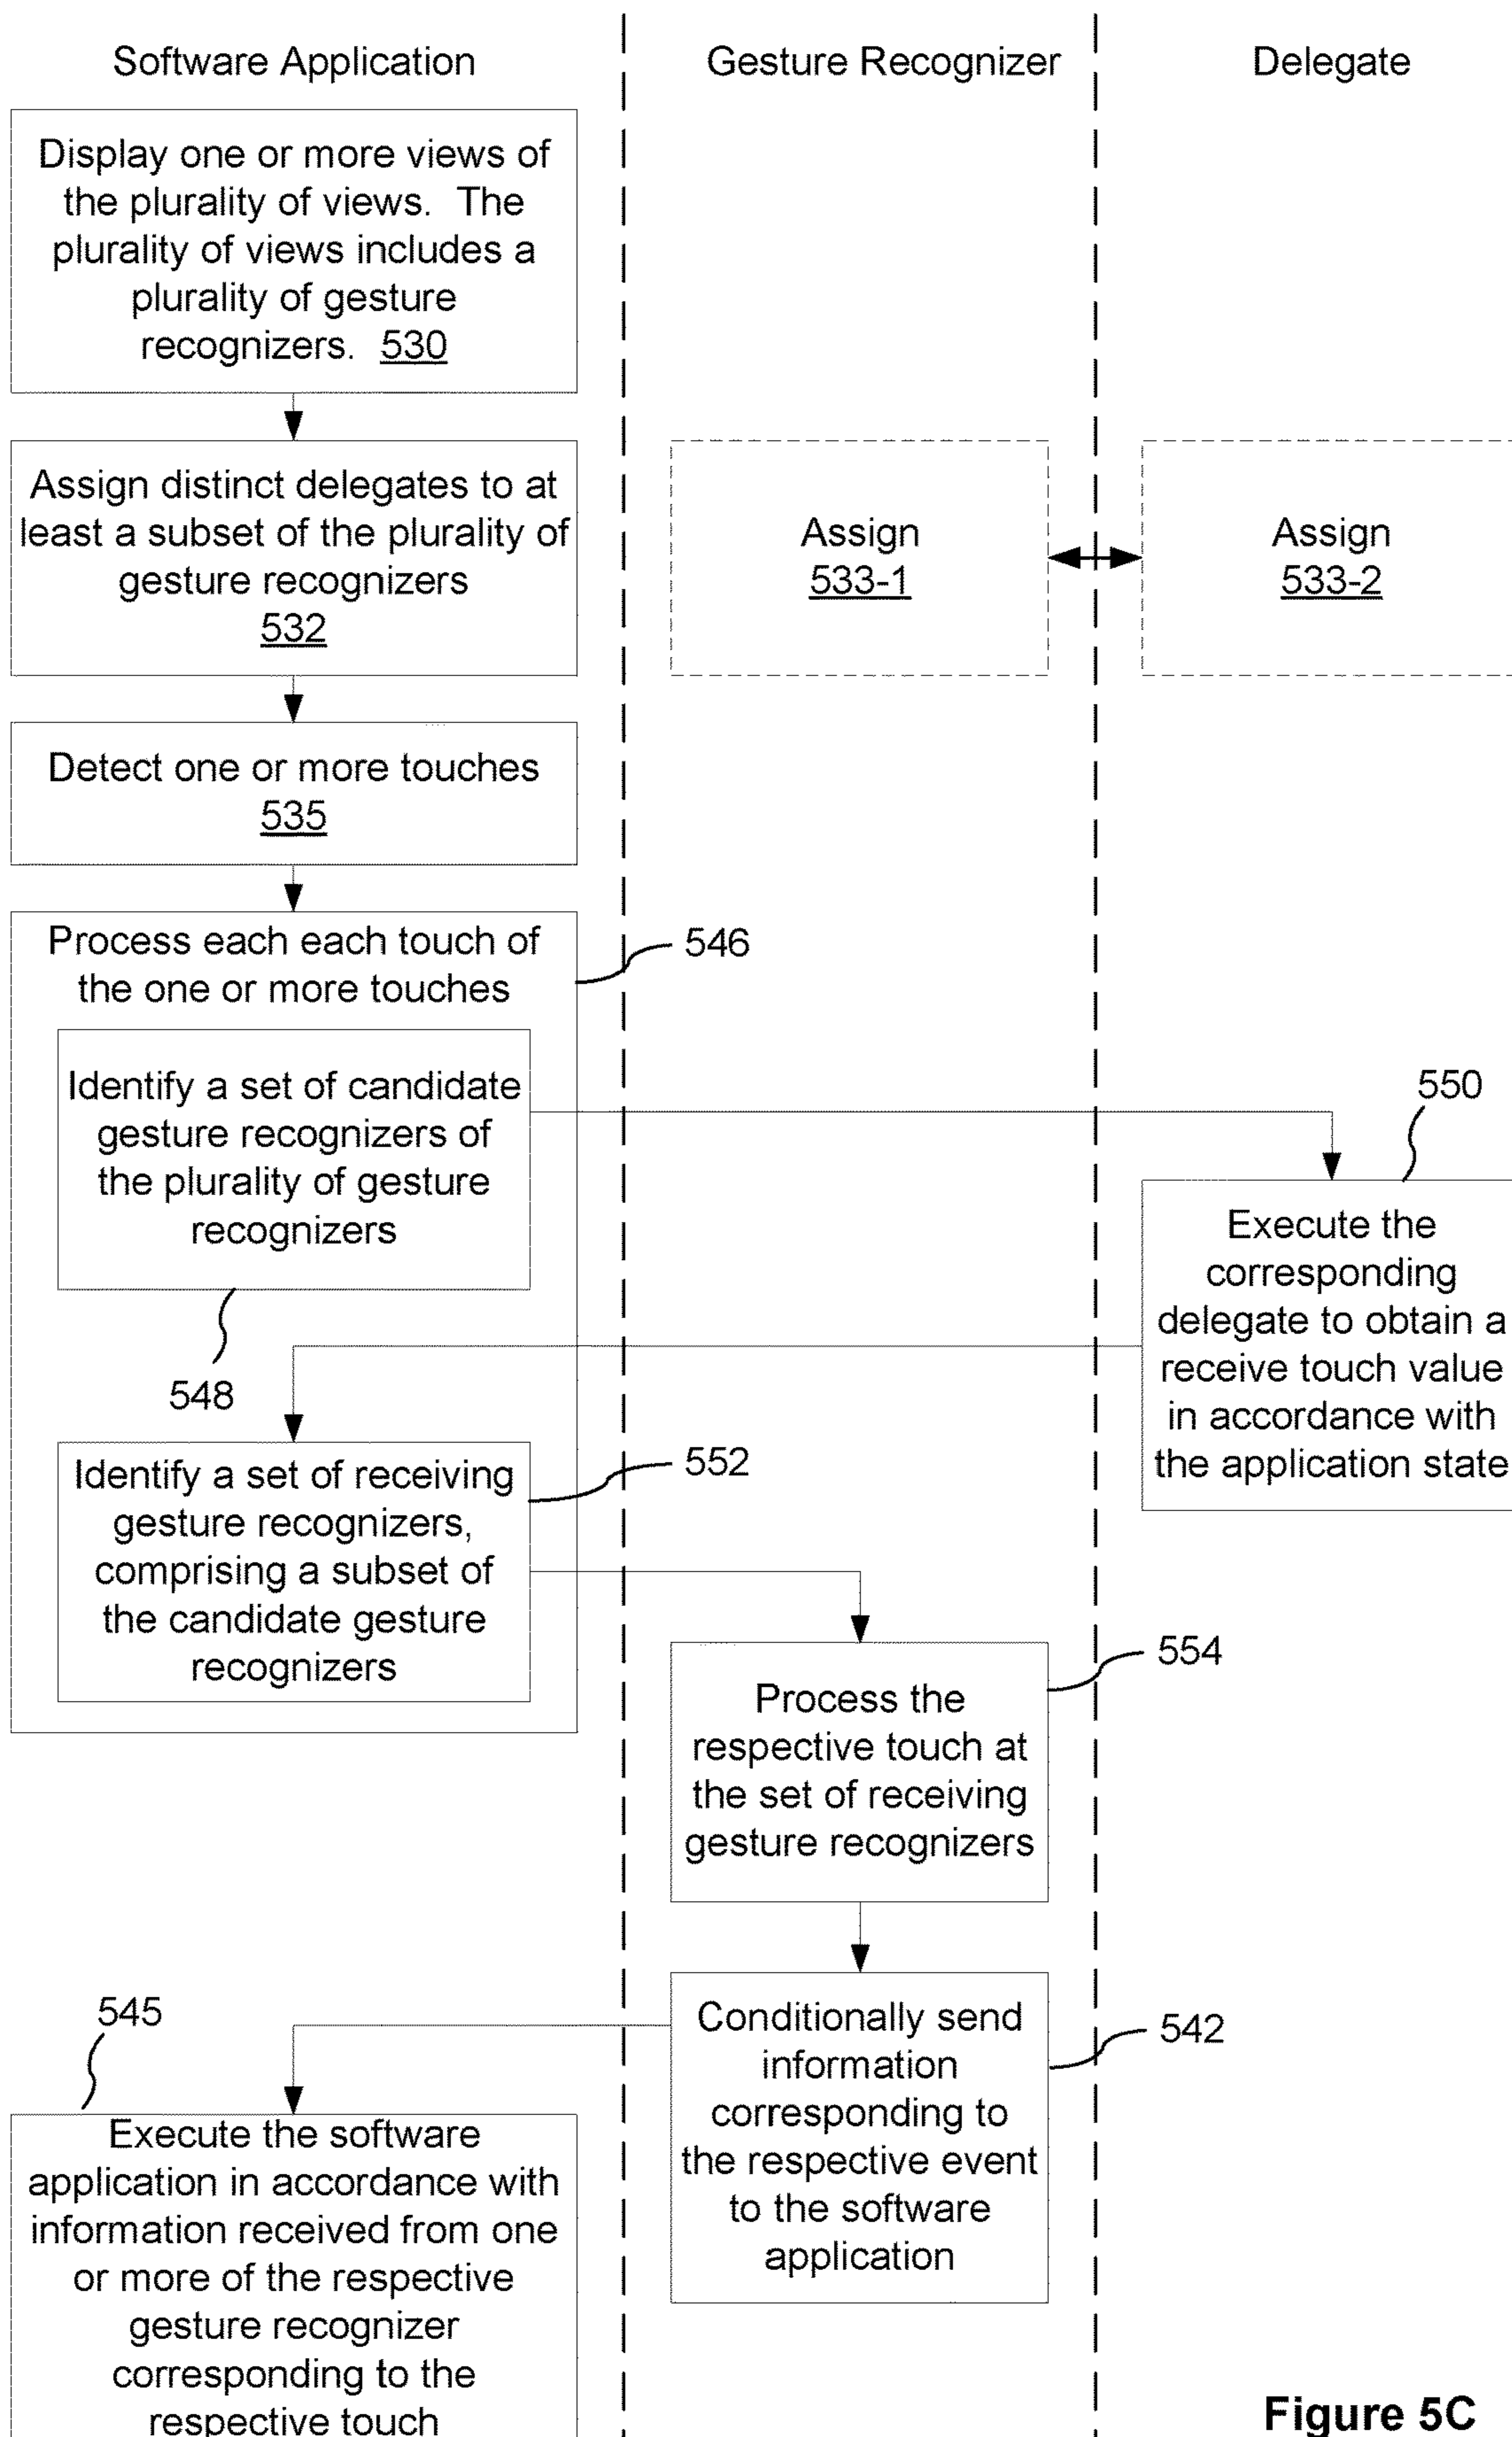 Software Application
Gesture Recognizer
Delegate
Display one or more views of
the plurality of views. The
plurality of views includes a
plurality of gesture
recognizers. 530
Assign distinct delegates to at
least a subset of the plurality of
gesture recognizers
532
Assign
533-1
Assign
533-2
Detect one or more touches
535
Process each each touch of
the one or more touches
546
Identify a set of candidate
gesture recognizers of
the plurality of gesture
recognizers
548
550
Execute the
corresponding
delegate to obtain a
receive touch value
in accordance with
the application state
Identify a set of receiving
gesture recognizers,
comprising a subset of
the candidate gesture
recognizers
552
554
Process the
respective touch at
the set of receiving
gesture recognizers
Conditionally send
information
corresponding to
the respective event
to the software
application
542
545
Execute the software
application in accordance with
information received from one
or more of the respective
gesture recognizer
corresponding to the
respective touch
Figure 5C